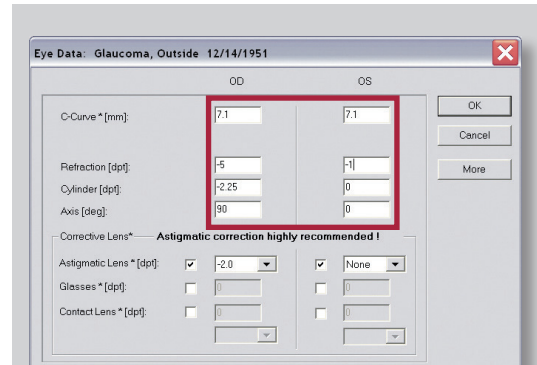 Eye Data: Glaucoma, Outside 12/14/1951
OD OS
C-Curve * [mm]: 7.1 7.1 OK
Cancel
Refraction [dpt]: -5 -1 More
Cylinder [dpt]: -2.25 0
Axis [deg]: 90 0
Corrective Lens* Astigmatic correction highly recommended !
Astigmatic Lens * [dpt]: -2.0 None
Glasses * [dpt]: 0 0
Contact Lens * [dpt]: 0 0